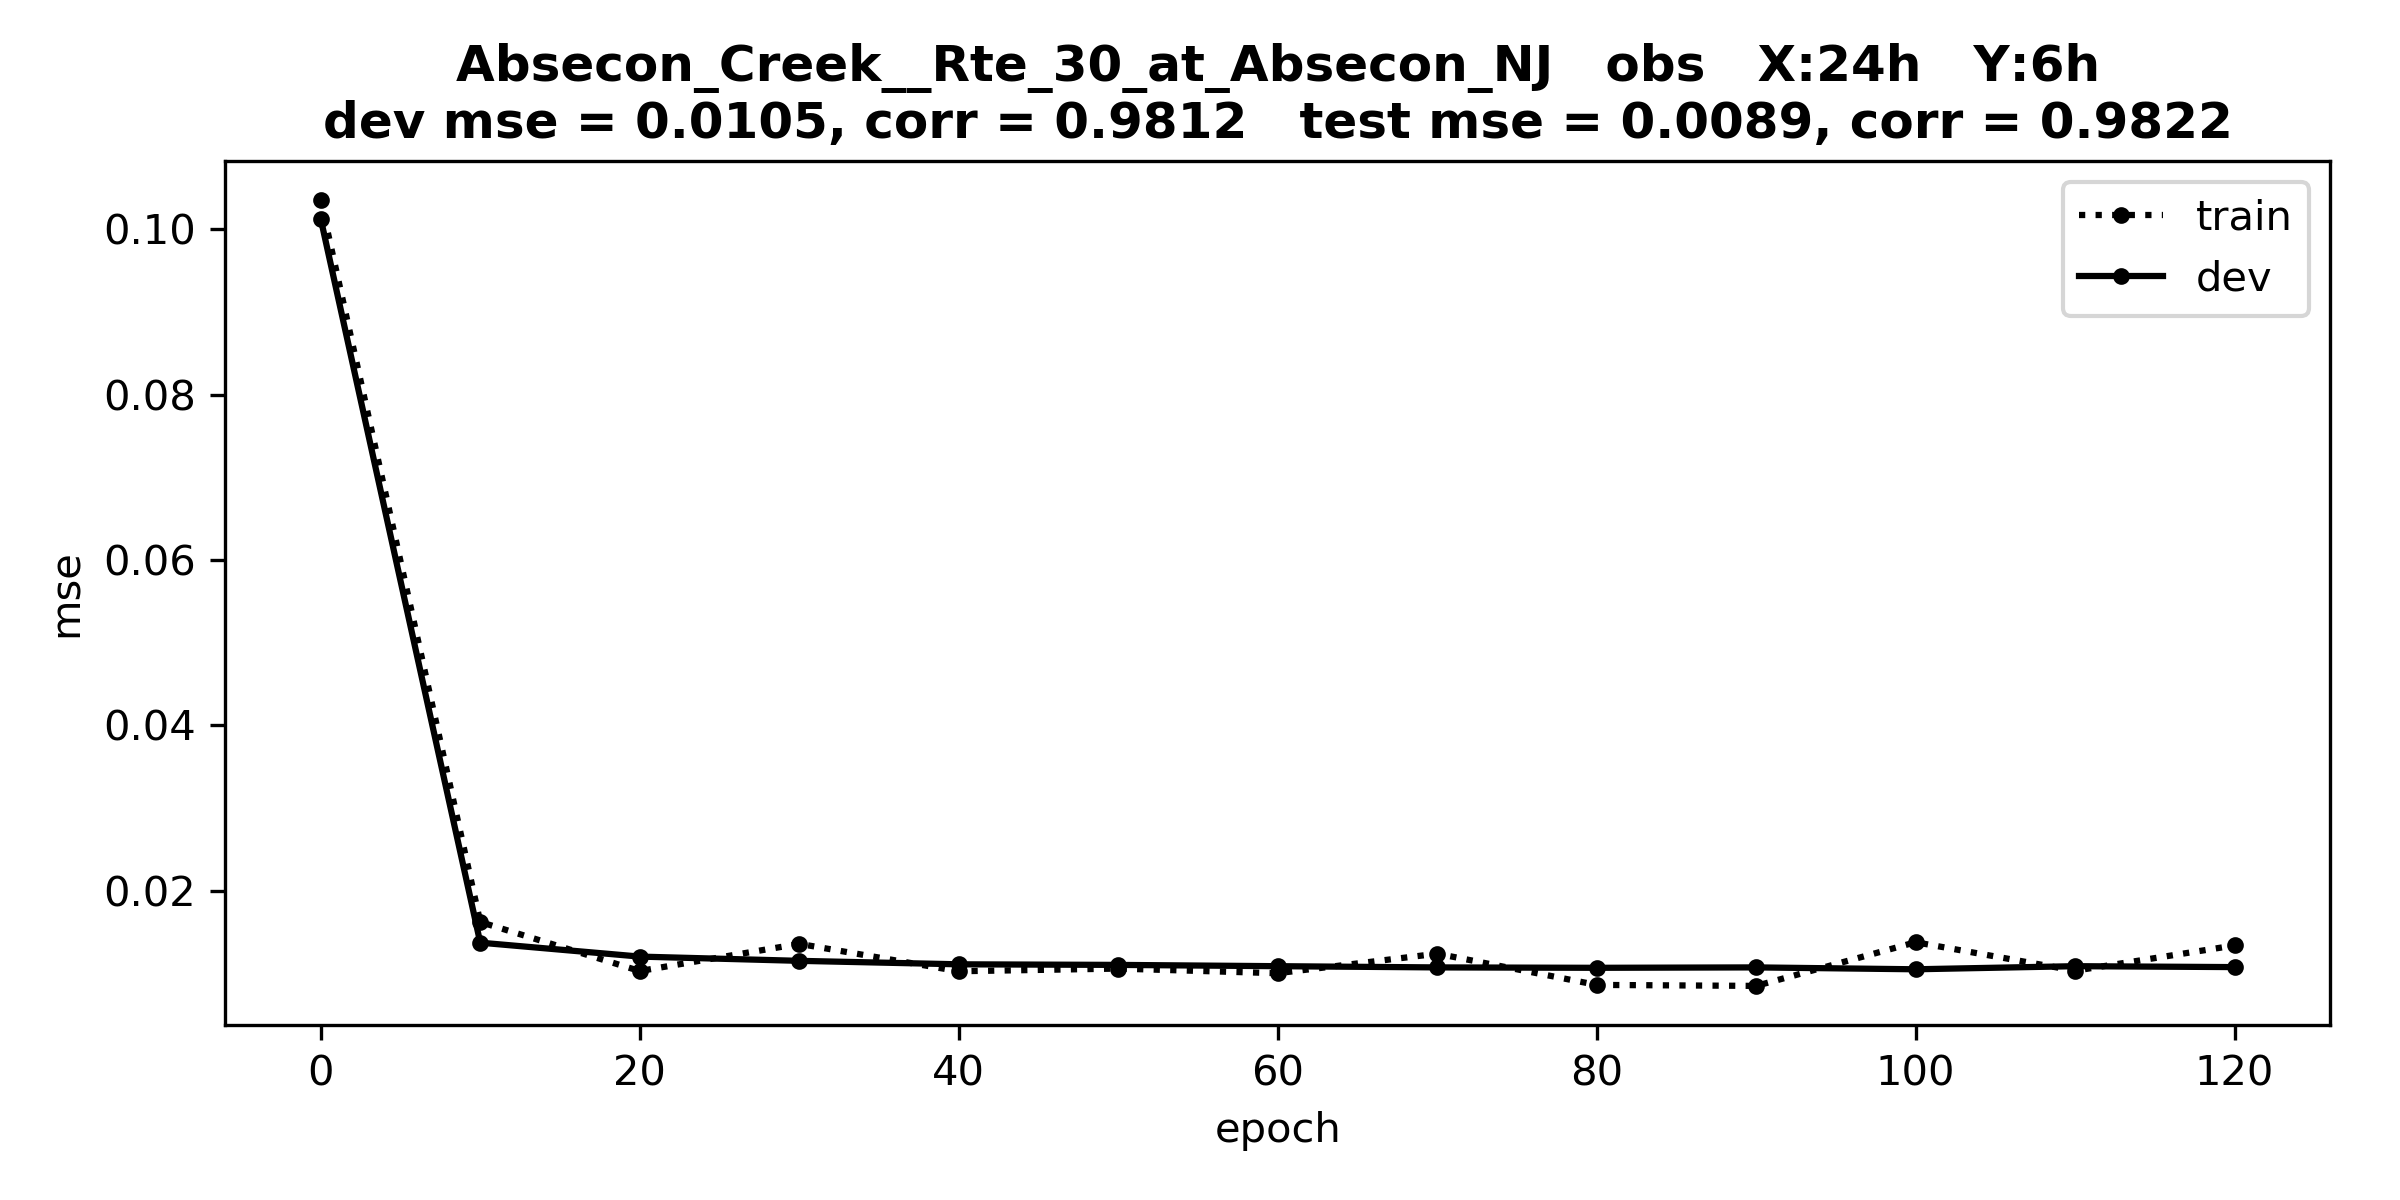 Absecon_Creek__Rte_30_at_Absecon_NJ   obs   X:24h   Y:6h
dev mse = 0.0105, corr = 0.9812   test mse = 0.0089, corr = 0.9822
train
dev
0.10
0.08
0.06
0.04
0.02
mse
0 20 40 60 80 100 120
epoch